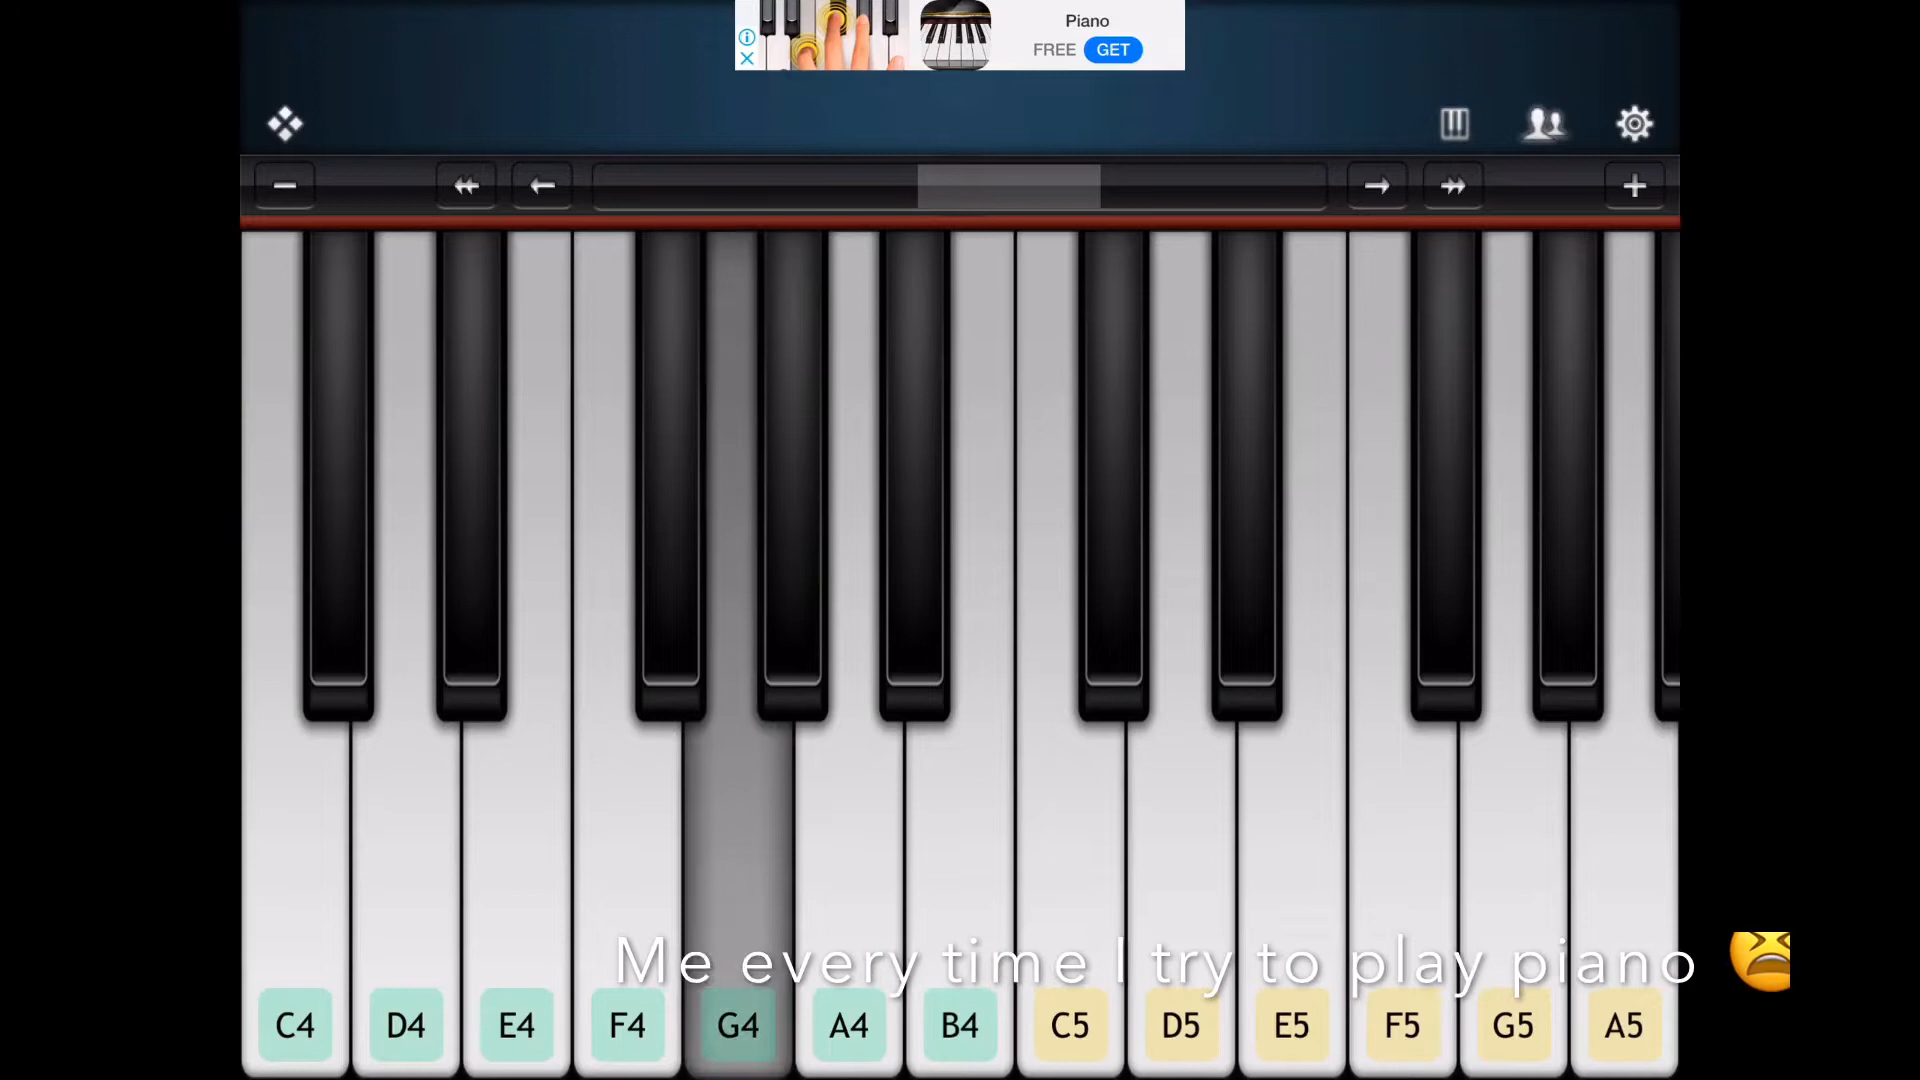 Piano
FREE GET
Me every time I try to play piano 😫
C4 D4 E4 F4 G4 A4 B4 C5 D5 E5 F5 G5 A5